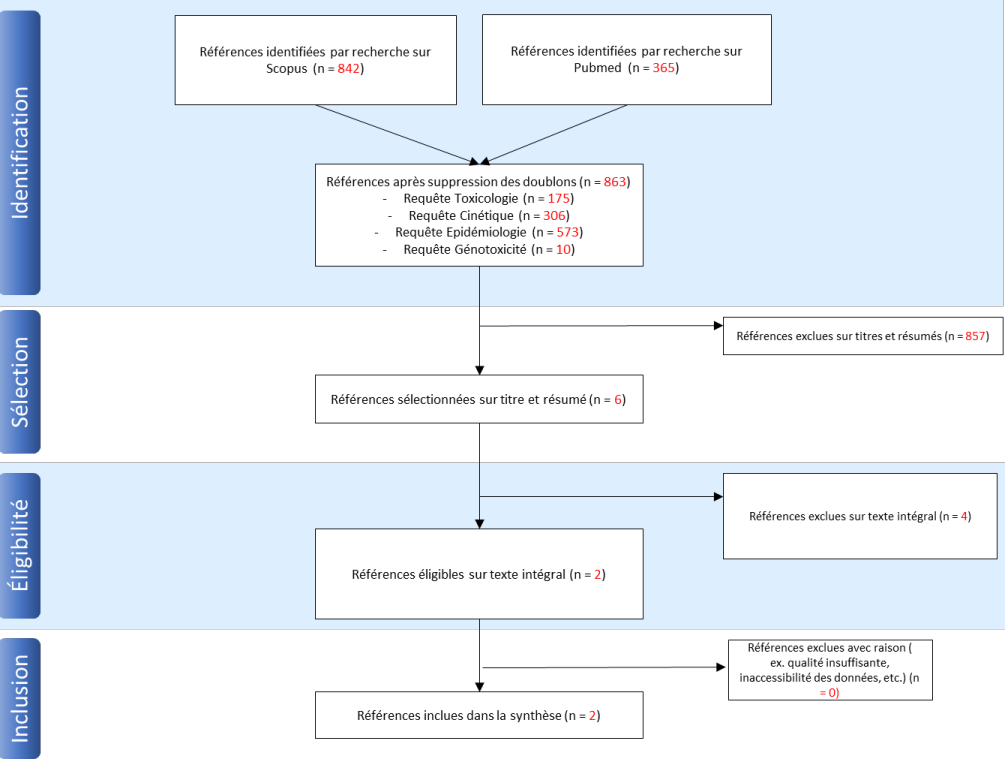 Identification
Références identifiées par recherche sur
Scopus (n = 842)
Références identifiées par recherche sur
Pubmed (n = 365)
Références après suppression des doublons (n = 863)
- Requête Toxicologie (n = 175)
- Requête Cinétique (n = 306)
- Requête Epidémiologie (n = 573)
- Requête Génotoxicité (n = 10)
Sélection
Références exclues sur titres et résumés (n = 857)
Références sélectionnées sur titre et résumé (n = 6)
Éligibilité
Références exclues sur texte intégral (n = 4)
Références éligibles sur texte intégral (n = 2)
Inclusion
Références exclues avec raison (
ex. qualité insuffisante,
inaccessibilité des données, etc.) (n
= 0)
Références inclues dans la synthèse (n = 2)